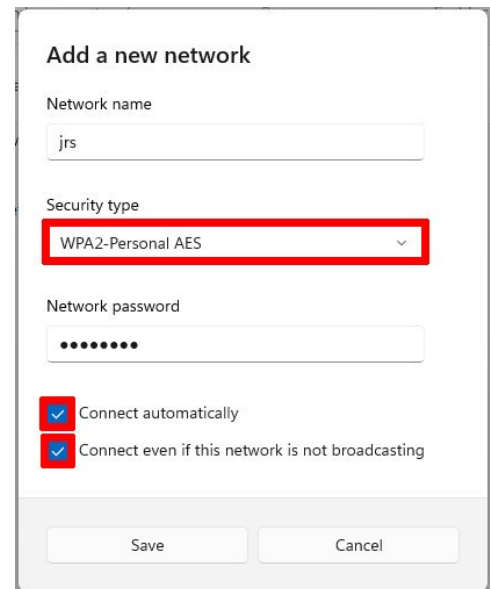 Add a new network
Network name
jrs
Security type
WPA2-Personal AES
Network password
••••••••
Connect automatically
Connect even if this network is not broadcasting
Save
Cancel